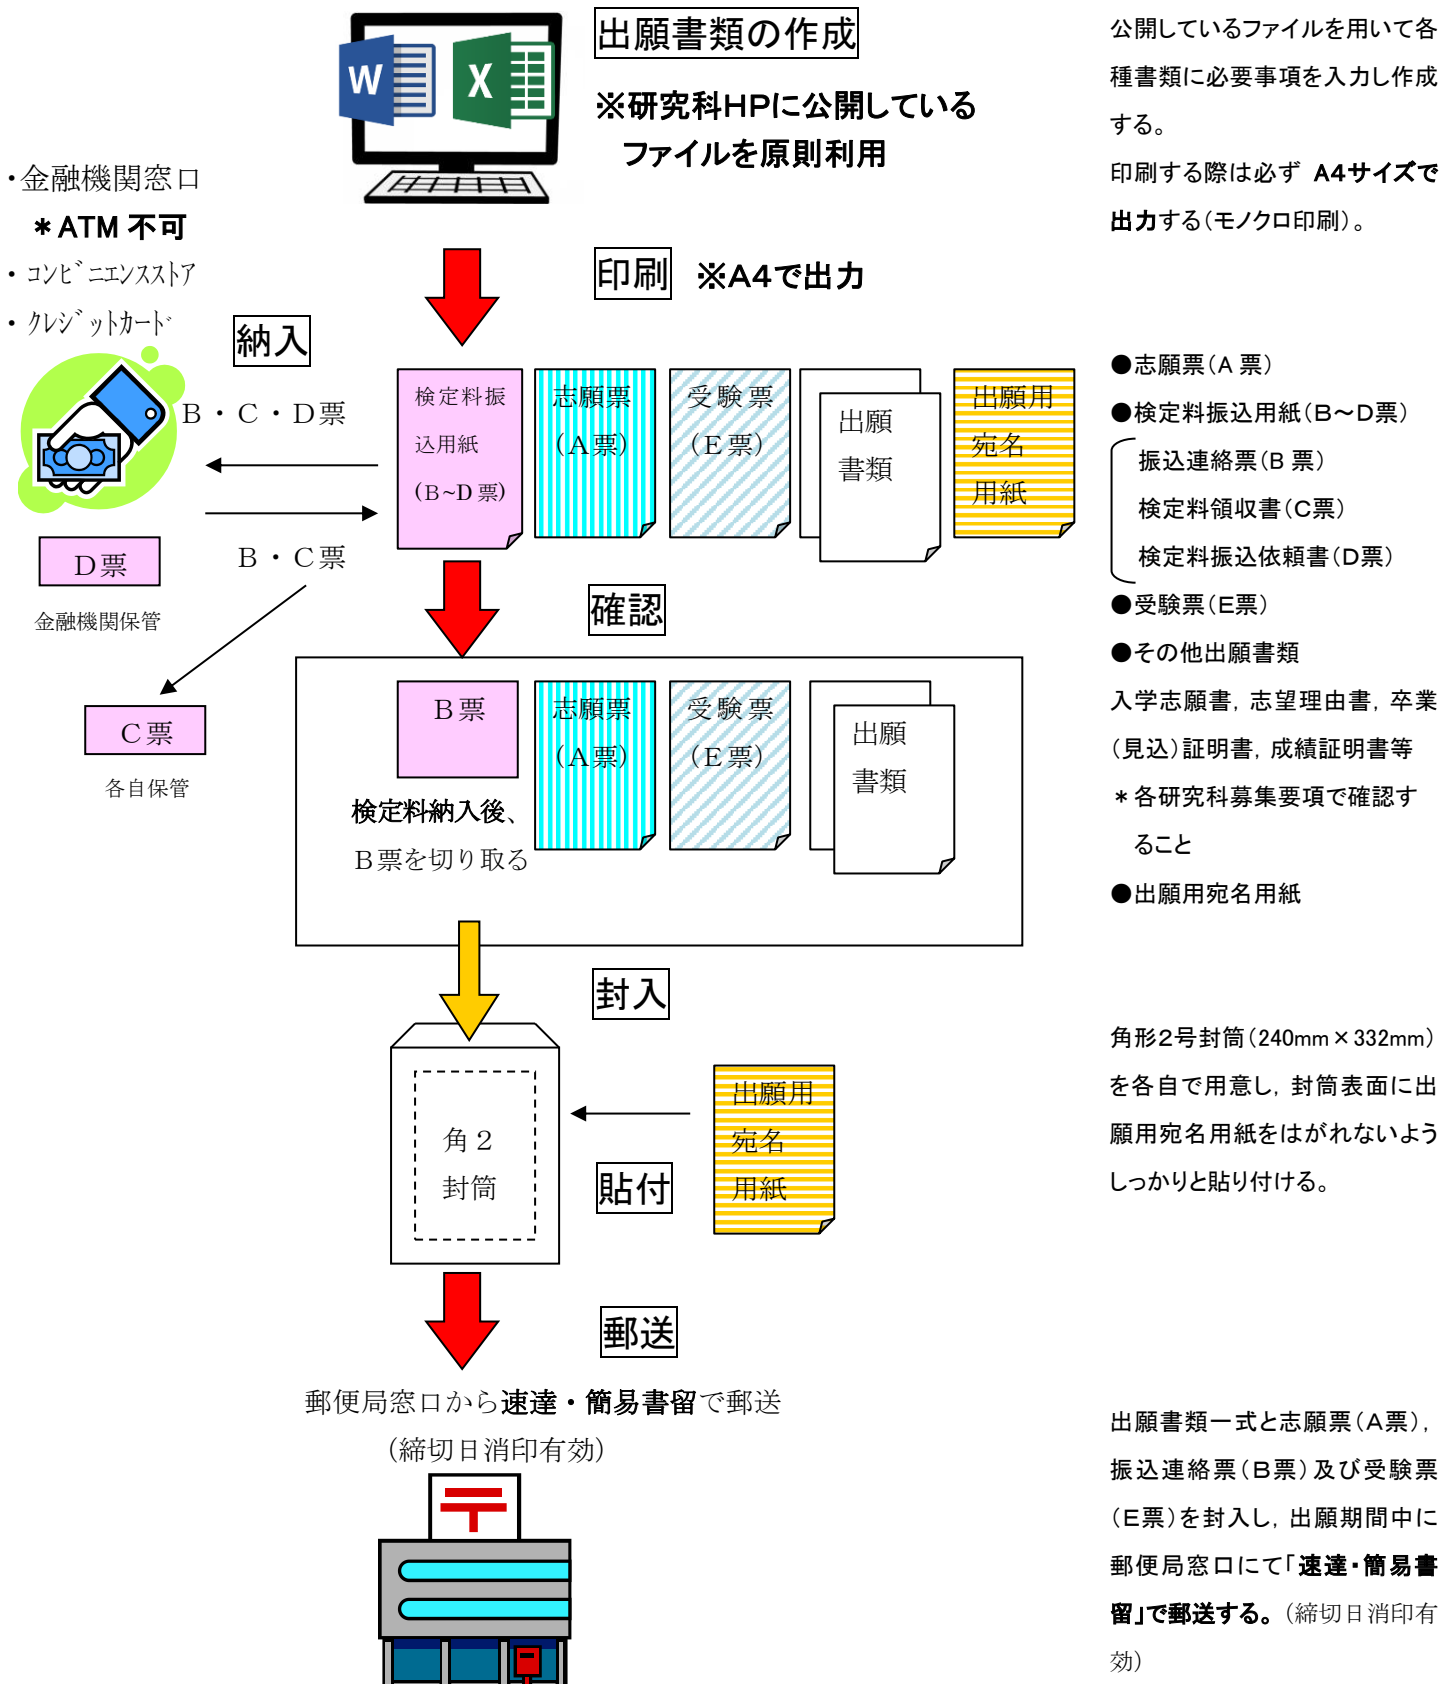 出願書類の作成
※研究科HPに公開している
ファイルを原則利用
W
X
公開しているファイルを用いて各
種書類に必要事項を入力し作成
する。
印刷する際は必ず A4サイズで
出力する(モノクロ印刷)。
・金融機関窓口
＊ATM 不可
・コンビニエンスストア
・クレジットカード
印刷
※A4で出力
納入
B・C・D票
B・C票
D票
金融機関保管
C票
各自保管
検定料振
込用紙
(B~D 票)
志願票
(A票)
受験票
(E票)
出願
書類
出願用
宛名
用紙
●志願票(A 票)
●検定料振込用紙(B～D票)
振込連絡票(B 票)
検定料領収書(C票)
検定料振込依頼書(D票)
●受験票(E票)
●その他出願書類
入学志願書，志望理由書，卒業
(見込)証明書，成績証明書等
＊各研究科募集要項で確認す
ること
●出願用宛名用紙
確認
B票
志願票
(A票)
受験票
(E票)
出願
書類
検定料納入後、
B票を切り取る
封入
角２
封筒
出願用
宛名
用紙
貼付
角形2号封筒(240mm×332mm)
を各自で用意し，封筒表面に出
願用宛名用紙をはがれないよう
しっかりと貼り付ける。
郵送
郵便局窓口から速達・簡易書留で郵送
(締切日消印有効)
〒
出願書類一式と志願票(A票)，
振込連絡票(B票)及び受験票
(E票)を封入し，出願期間中に
郵便局窓口にて「速達・簡易書
留」で郵送する。(締切日消印有
効)